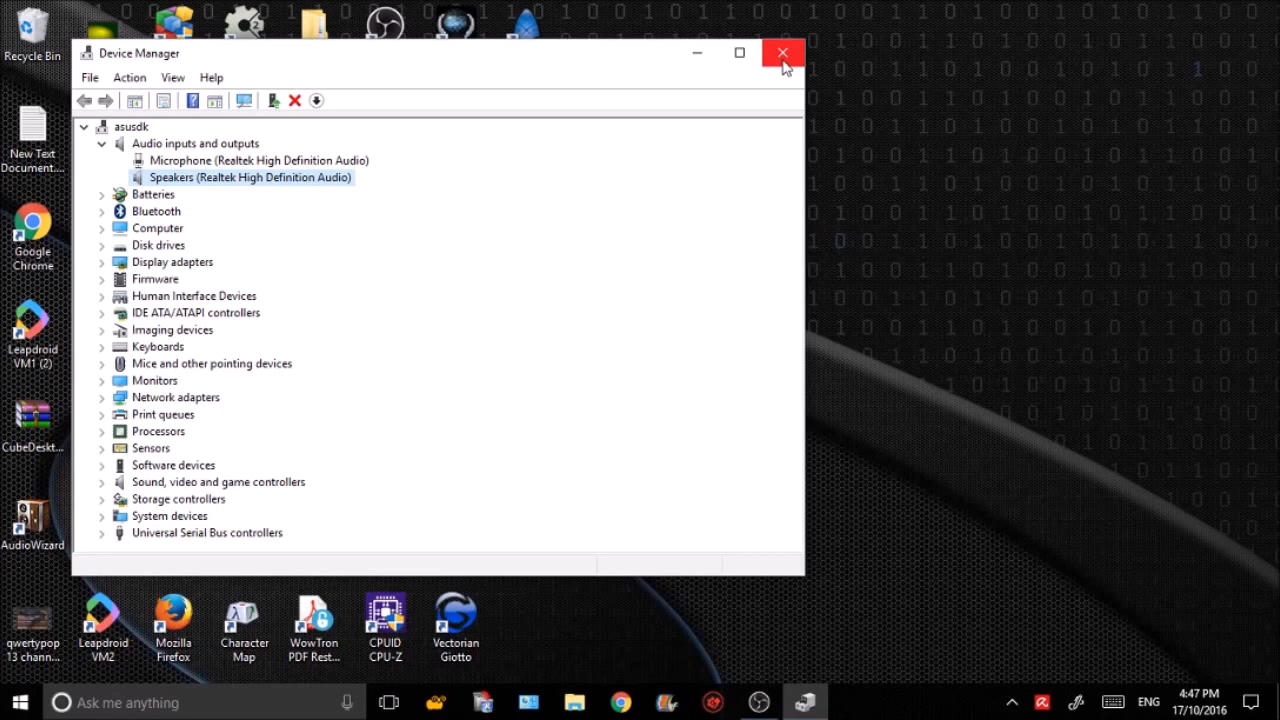 Recycle Bin
New Text
Document....
Google
Chrome
Leapdroid
VM1 (2)
CubeDeskt...
AudioWizard
qwertypop
13 chann...
Device Manager
File Action View Help
asusdk
Audio inputs and outputs
Microphone (Realtek High Definition Audio)
Speakers (Realtek High Definition Audio)
Batteries
Bluetooth
Computer
Disk drives
Display adapters
Firmware
Human Interface Devices
IDE ATA/ATAPI controllers
Imaging devices
Keyboards
Mice and other pointing devices
Monitors
Network adapters
Print queues
Processors
Sensors
Software devices
Sound, video and game controllers
Storage controllers
System devices
Universal Serial Bus controllers
Leapdroid
VM2
Mozilla
Firefox
Character
Map
WowTron
PDF Rest...
CPUID
CPU-Z
Vectorian
Giotto
Ask me anything
ENG
4:47 PM
17/10/2016